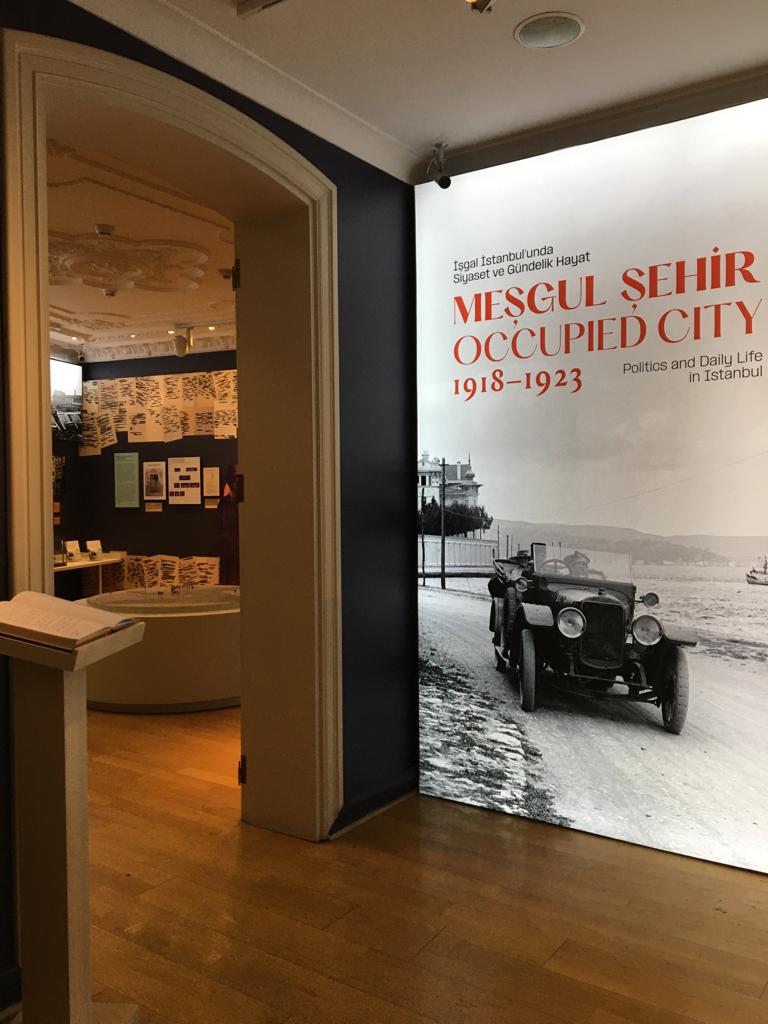 İşgal İstanbul'unda
Siyaset ve Gündelik Hayat
MEŞGUL ŞEHİR
OCCUPIED CITY
1918–1923
Politics and Daily Life
in Istanbul